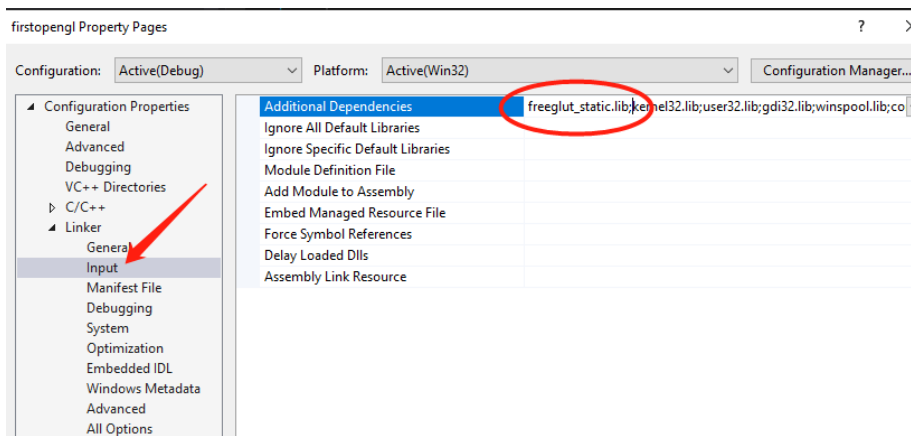 firstopengl Property Pages ?
Configuration: Active(Debug) Platform: Active(Win32) Configuration Manager...
Configuration Properties
General
Advanced
Debugging
VC++ Directories
C/C++
Linker
General
Input
Manifest File
Debugging
System
Optimization
Embedded IDL
Windows Metadata
Advanced
All Options
Additional Dependencies freeglut_static.lib;kernel32.lib;user32.lib;gdi32.lib;winspool.lib;co
Ignore All Default Libraries
Ignore Specific Default Libraries
Module Definition File
Add Module to Assembly
Embed Managed Resource File
Force Symbol References
Delay Loaded Dlls
Assembly Link Resource